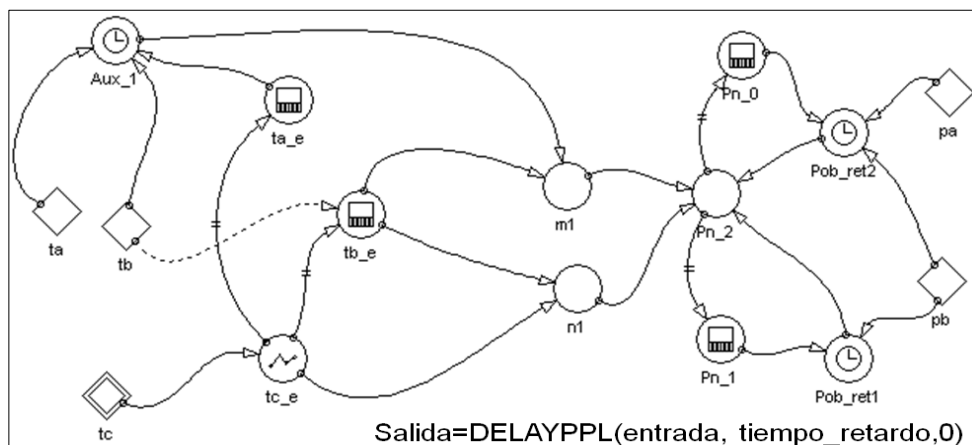 Aux_1
Pn_0
ta_e
pa
Pob_ret2
m1
ta
tb
tb_e
Pn_2
n1
pb
Pn_1
Pob_ret1
tc_e
tc
Salida=DELAYPPL(entrada, tiempo_retardo,0)